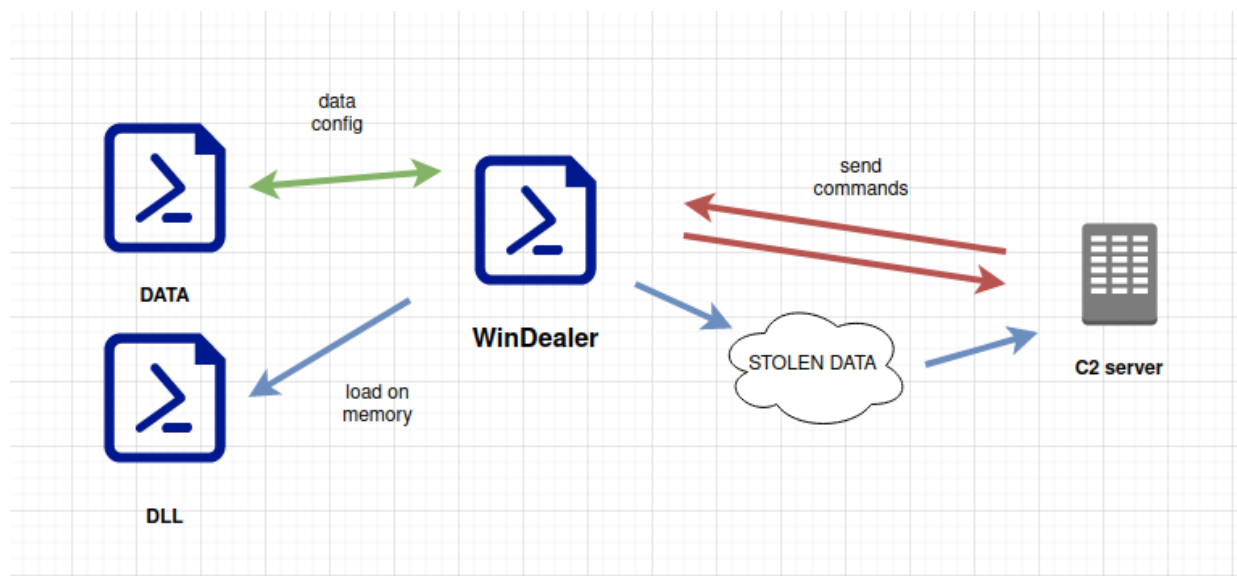 data
config
send
commands
DATA
WinDealer
STOLEN DATA
C2 server
load on
memory
DLL